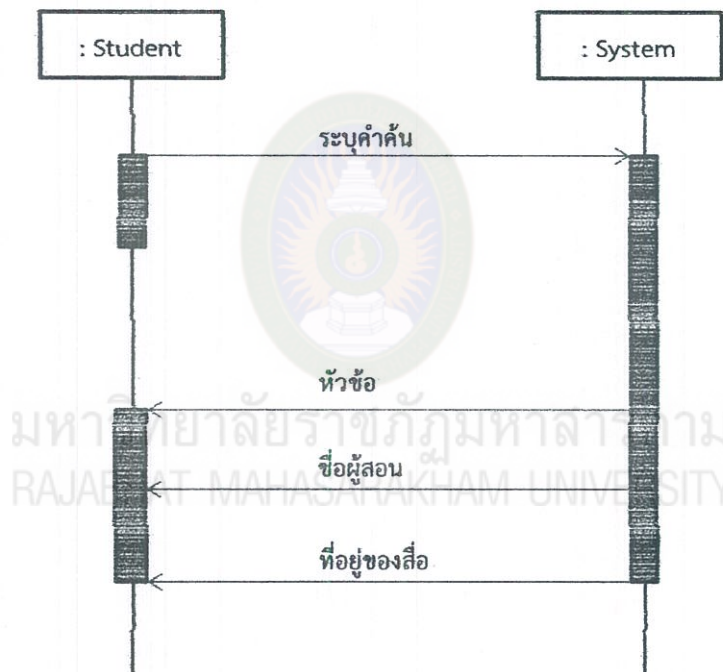 : Student
: System
ระบุคำค้น
หัวข้อ
มหาวิทยาลัยราชภัฏมหาสารคาม
ชื่อผู้สอน
RAJABHAT MAHASARAKHAM UNIVERSITY
ที่อยู่ของสื่อ